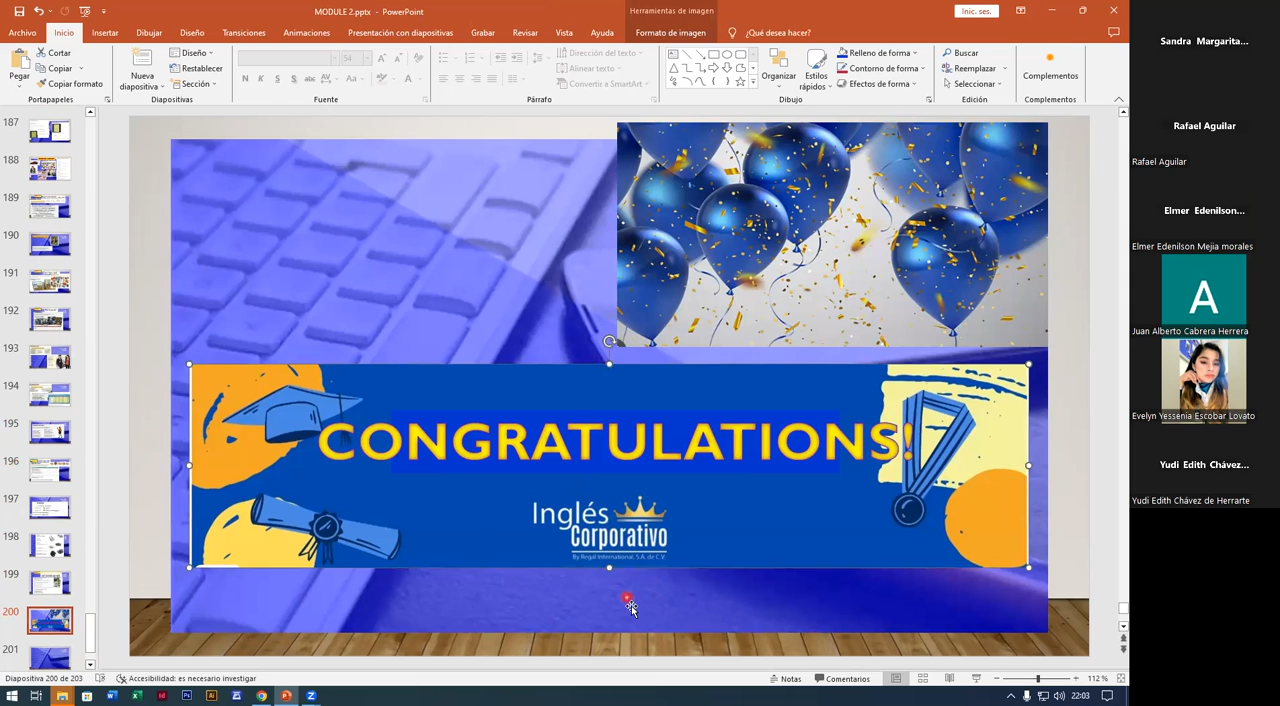 MODULE 2.pptx - PowerPoint
Herramientas de imagen
Inic. ses.
Archivo
Inicio
Insertar
Dibujar
Diseño
Transiciones
Animaciones
Presentación con diapositivas
Grabar
Revisar
Vista
Ayuda
Formato de imagen
¿Qué desea hacer?
Pegar
Cortar
Copiar
Copiar formato
Portapapeles
Nueva
diapositiva
Diseño
Restablecer
Sección
Diapositivas
54
N K S S abc AV Aa A
Fuente
Dirección del texto
Alinear texto
Convertir a SmartArt
Párrafo
Organizar
Estilos
rápidos
Relleno de forma
Contorno de forma
Efectos de forma
Dibujo
Buscar
Reemplazar
Seleccionar
Edición
Complementos
Complementos
187
188
189
190
191
192
193
194
195
196
197
198
199
200
201
CONGRATULATIONS!
Inglés
Corporativo
By Regal International, S.A. de C.V.
Sandra Margarita...
Rafael Aguilar
Rafael Aguilar
Elmer Edenilson...
Elmer Edenilson Mejia morales
A
Juan Alberto Cabrera Herrera
Evelyn Yessenia Escobar Lovato
Yudi Edith Chávez...
Yudi Edith Chávez de Herrarte
Diapositiva 200 de 203
Accesibilidad: es necesario investigar
Notas
Comentarios
112 %
22:03